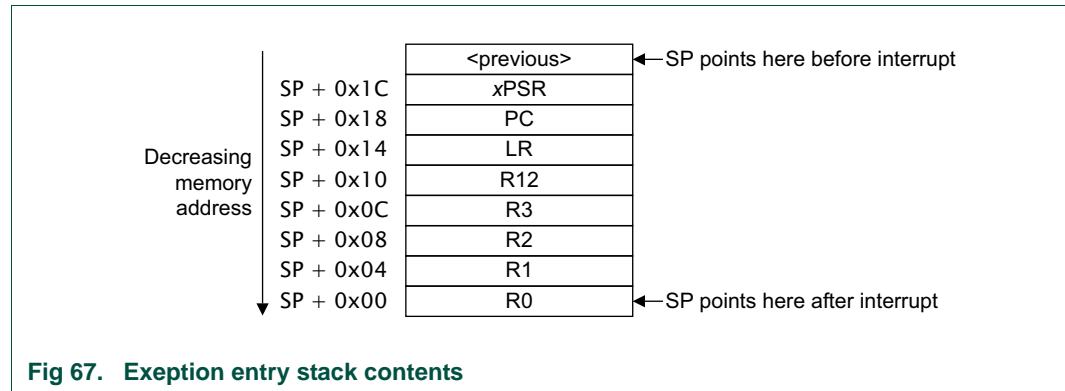 <previous>
SP points here before interrupt
SP + 0x1C xPSR
SP + 0x18 PC
SP + 0x14 LR
SP + 0x10 R12
SP + 0x0C R3
SP + 0x08 R2
SP + 0x04 R1
SP + 0x00 R0
SP points here after interrupt
Decreasing
memory
address
Fig 67. Exeption entry stack contents